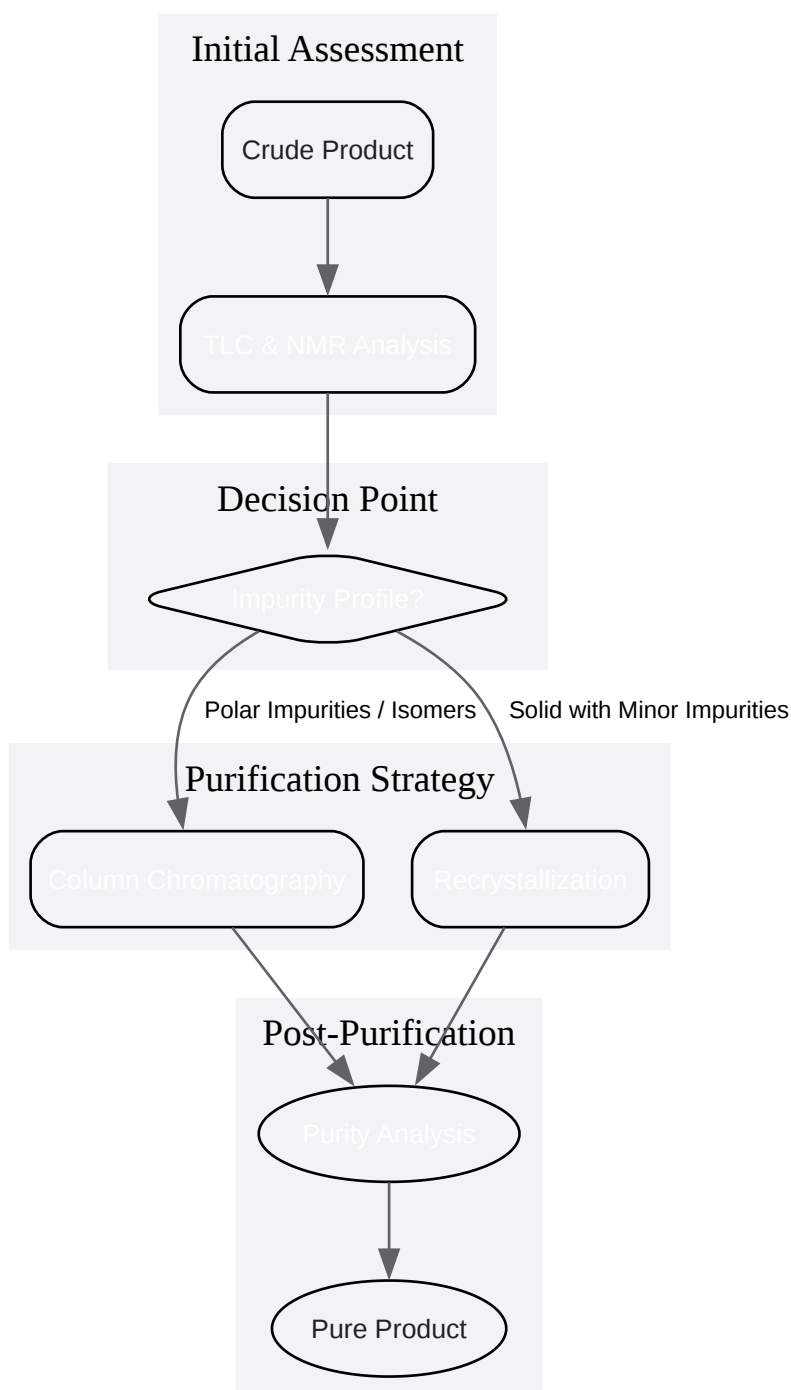 Initial Assessment
Crude Product
TLC & NMR Analysis
Decision Point
Impurity Profile?
Polar Impurities / Isomers
Solid with Minor Impurities
Purification Strategy
Column Chromatography
Recrystallization
Post-Purification
Purity Analysis
Pure Product